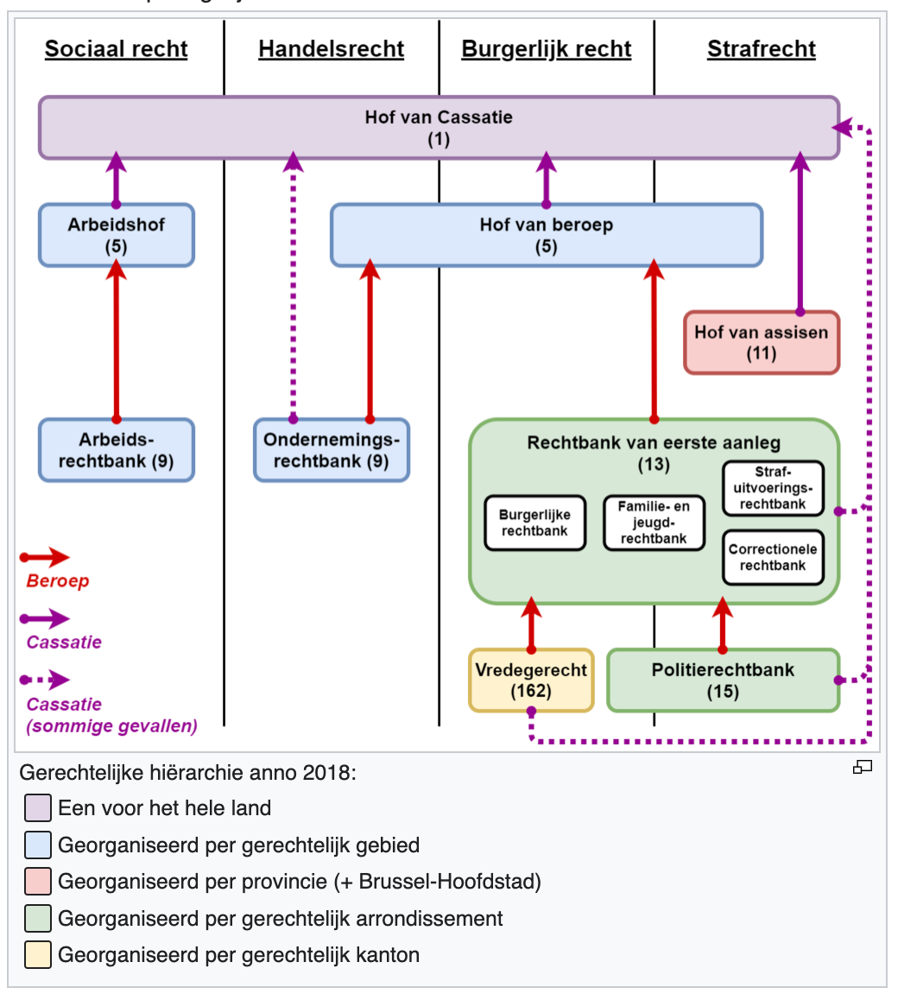 Sociaal recht
Handelsrecht
Burgerlijk recht
Strafrecht
Hof van Cassatie
(1)
Arbeidshof
(5)
Hof van beroep
(5)
Hof van assisen
(11)
Arbeids-
rechtbank (9)
Ondernemings-
rechtbank (9)
Rechtbank van eerste aanleg
(13)
Burgerlijke
rechtbank
Familie- en
jeugd-
rechtbank
Straf-
uitvoerings-
rechtbank
Correctionele
rechtbank
Beroep
Cassatie
Cassatie
(sommige gevallen)
Vredegerecht
(162)
Politierechtbank
(15)
Gerechtelijke hiërarchie anno 2018:
Een voor het hele land
Georganiseerd per gerechtelijk gebied
Georganiseerd per provincie (+ Brussel-Hoofdstad)
Georganiseerd per gerechtelijk arrondissement
Georganiseerd per gerechtelijk kanton